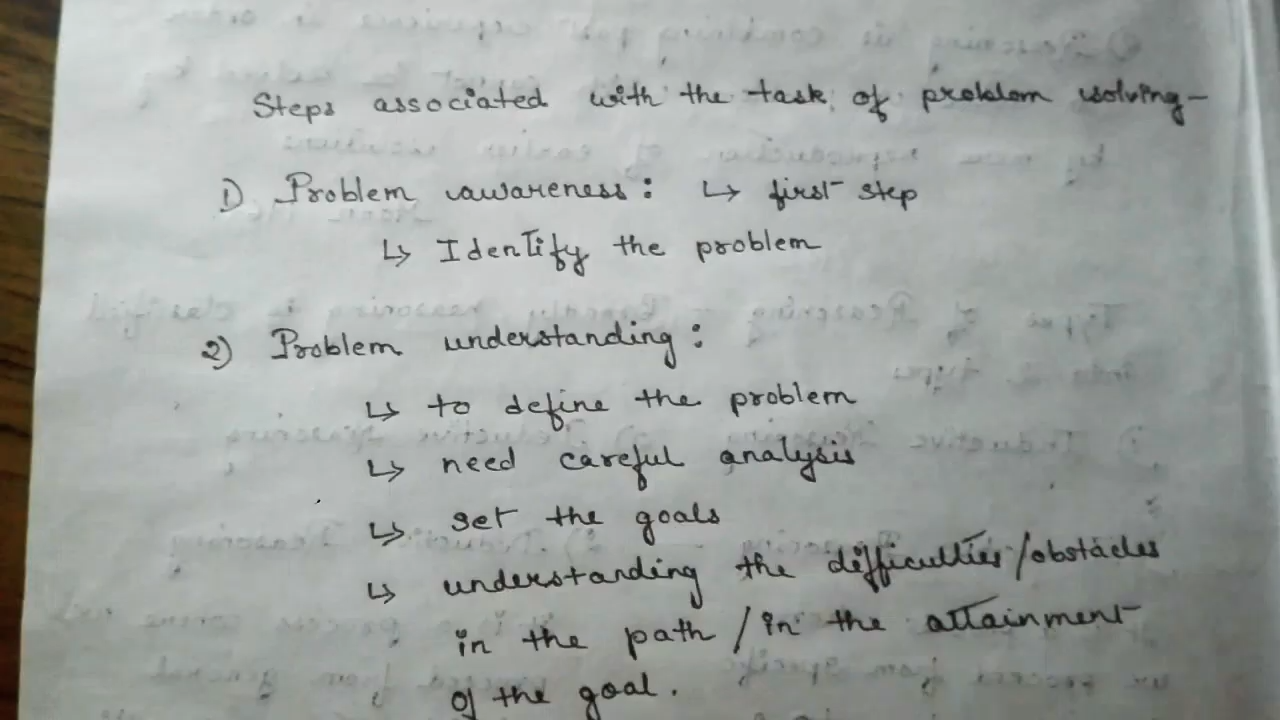 Steps associated with the task of problem solving-
1) Problem awareness : ↳ first step
↳ Identify the problem
2) Problem understanding :
↳ to define the problem
↳ need careful analysis
↳ set the goals
↳ understanding the difficulties/obstacles
in the path / in the attainment
of the goal.